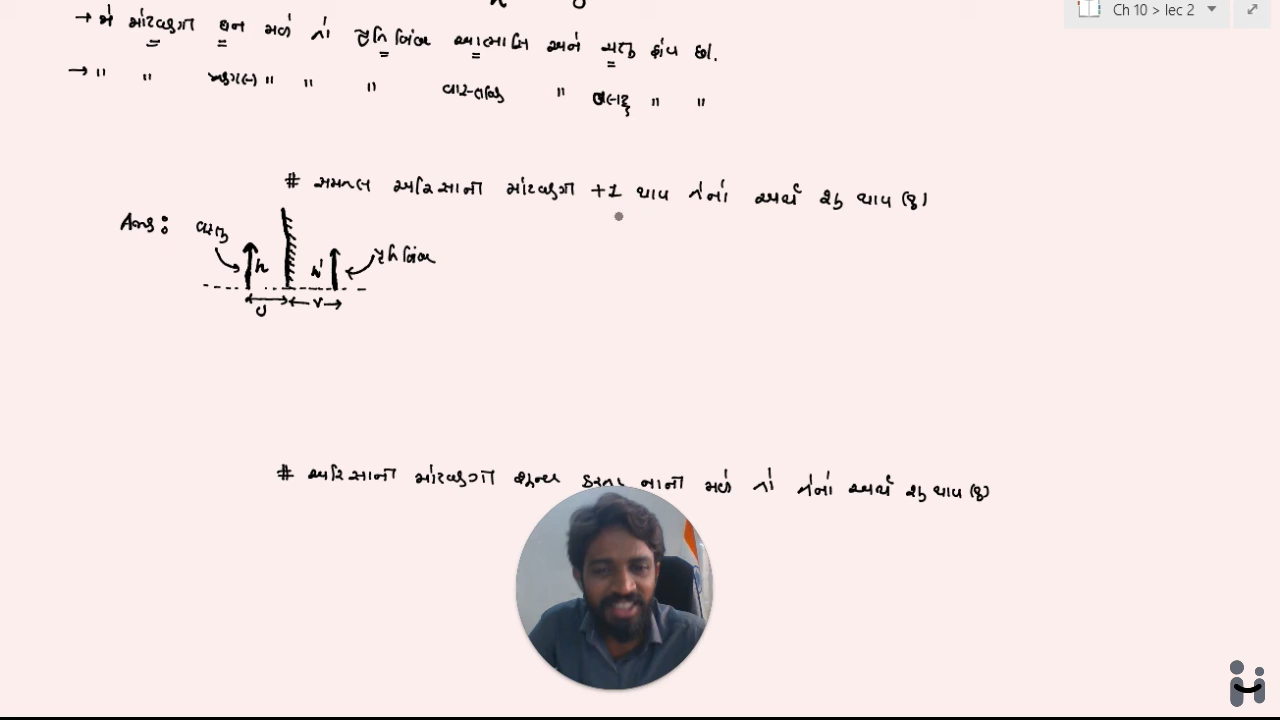 Ch 10 > lec 2
→ જો મોટવણી ધન મળે તો પ્રતિબિંબ આભાસી અને ચત્તુ હોય છે.
→ " " ઋણ(-) " " " વાસ્તવિક " ઉલ્ટુ " "
# સમતલ અરિસાની મોટવણી +1 થાય તેનો અર્થ શું થાય (?)
Ans: વસ્તુ h h' પ્રતિબિંબ
U V
# અરિસાની મોટવણી શૂન્ય કરતા નાની મળે તો તેનો અર્થ શું થાય (?)